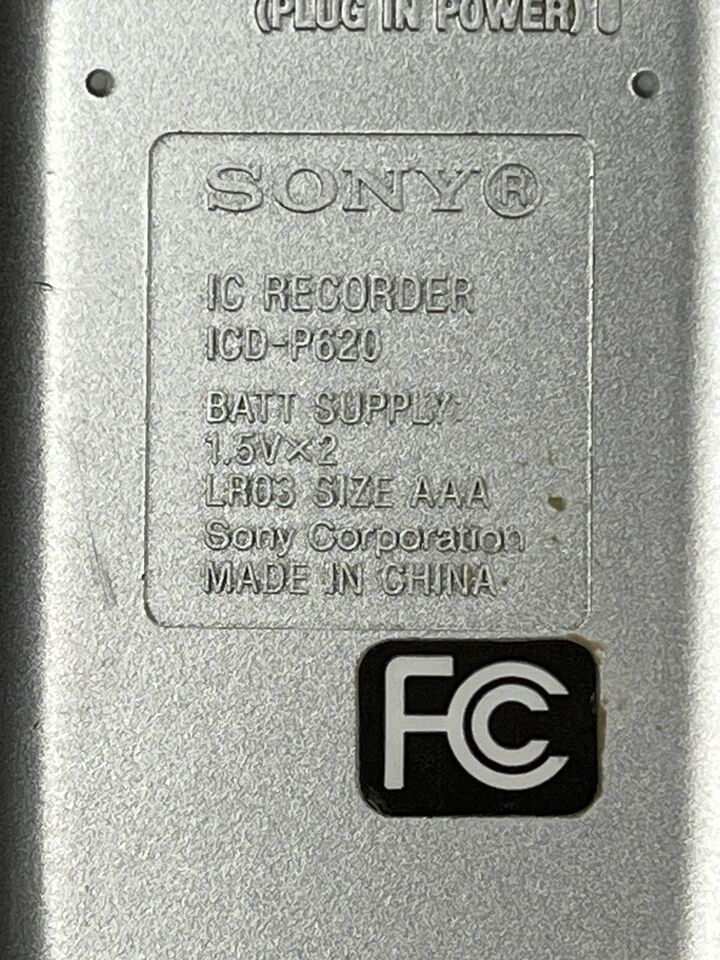 (PLUG IN POWER)
SONY®
IC RECORDER
ICD-P620
BATT SUPPLY:
1.5V×2
LR03 SIZE AAA
Sony Corporation
MADE IN CHINA
FC